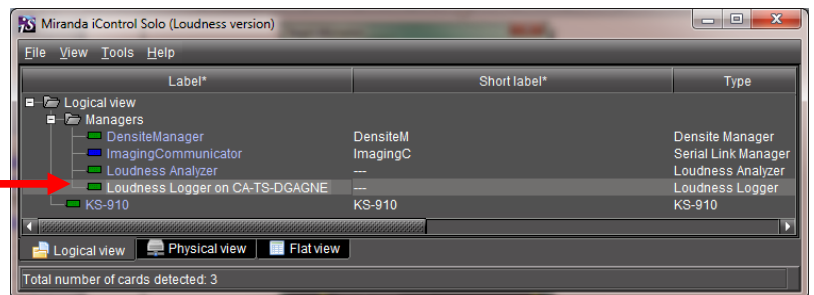 Miranda iControl Solo (Loudness version)
File View Tools Help
Label* Short label* Type
Logical view
Managers
DensiteManager DensiteM Densite Manager
ImagingCommunicator ImagingC Serial Link Manager
Loudness Analyzer --- Loudness Analyzer
Loudness Logger on CA-TS-DGAGNE --- Loudness Logger
KS-910 KS-910 KS-910
Logical view Physical view Flat view
Total number of cards detected: 3